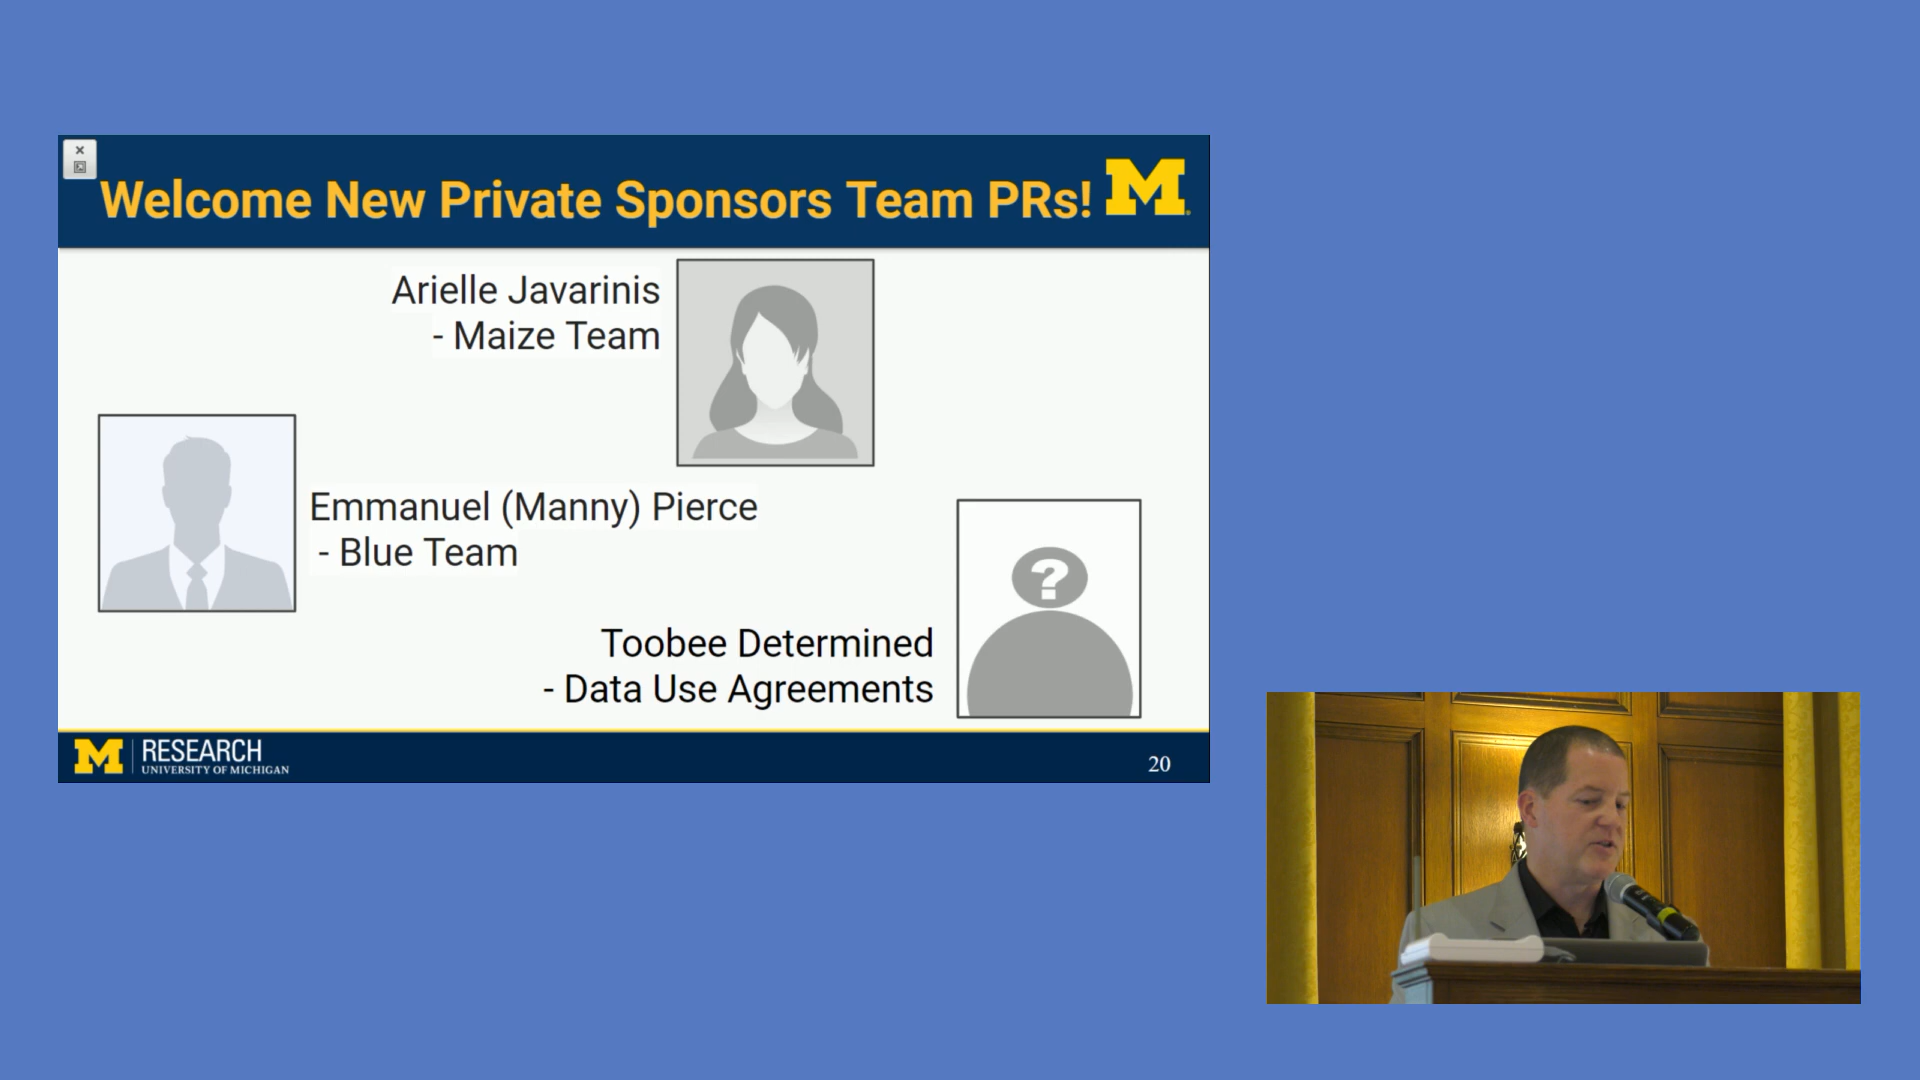 Welcome New Private Sponsors Team PRs!
M
Arielle Javarinis
- Maize Team
Emmanuel (Manny) Pierce
- Blue Team
?
Toobee Determined
- Data Use Agreements
M
RESEARCH
UNIVERSITY OF MICHIGAN
20